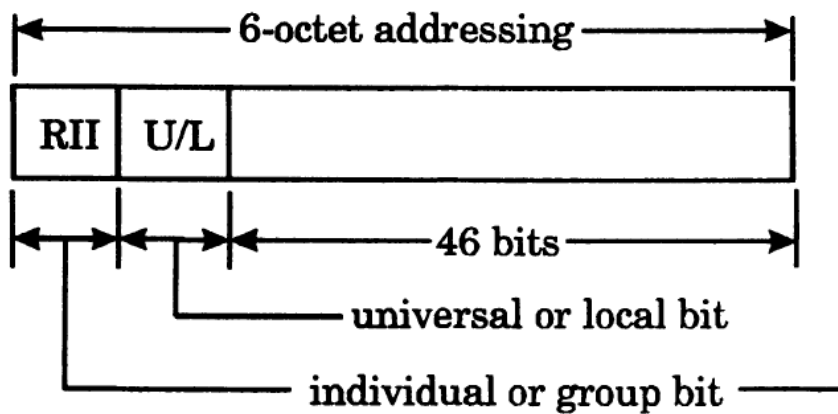 6-octet addressing
RII U/L
46 bits
universal or local bit
individual or group bit